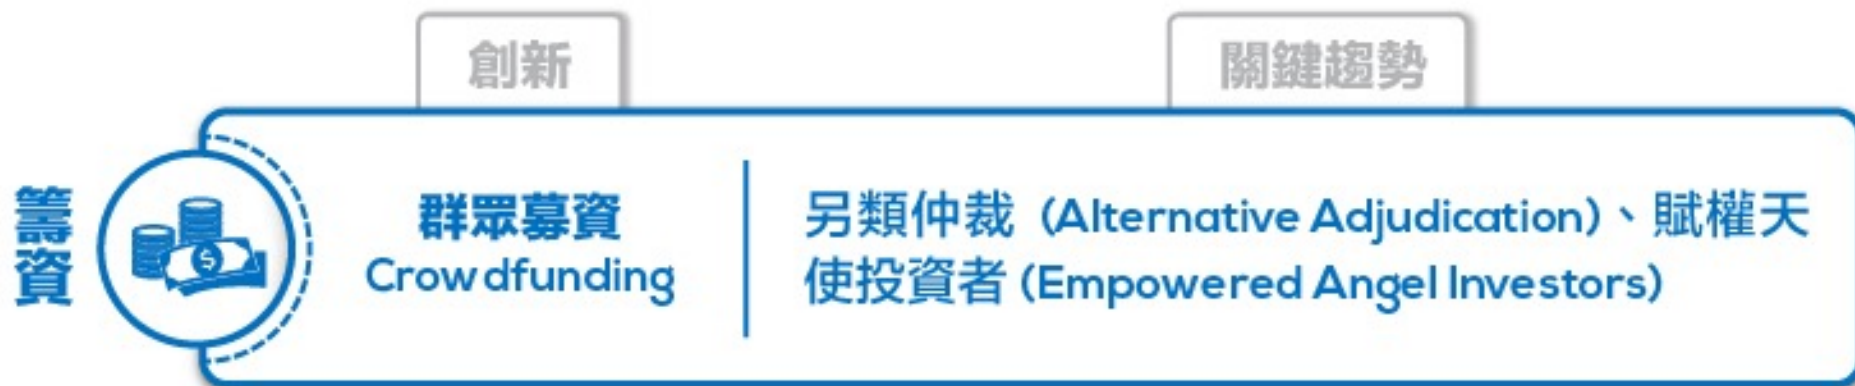 創新
關鍵趨勢
籌資
群眾募資
Crowdfunding
另類仲裁 (Alternative Adjudication)、賦權天
使投資者 (Empowered Angel Investors)